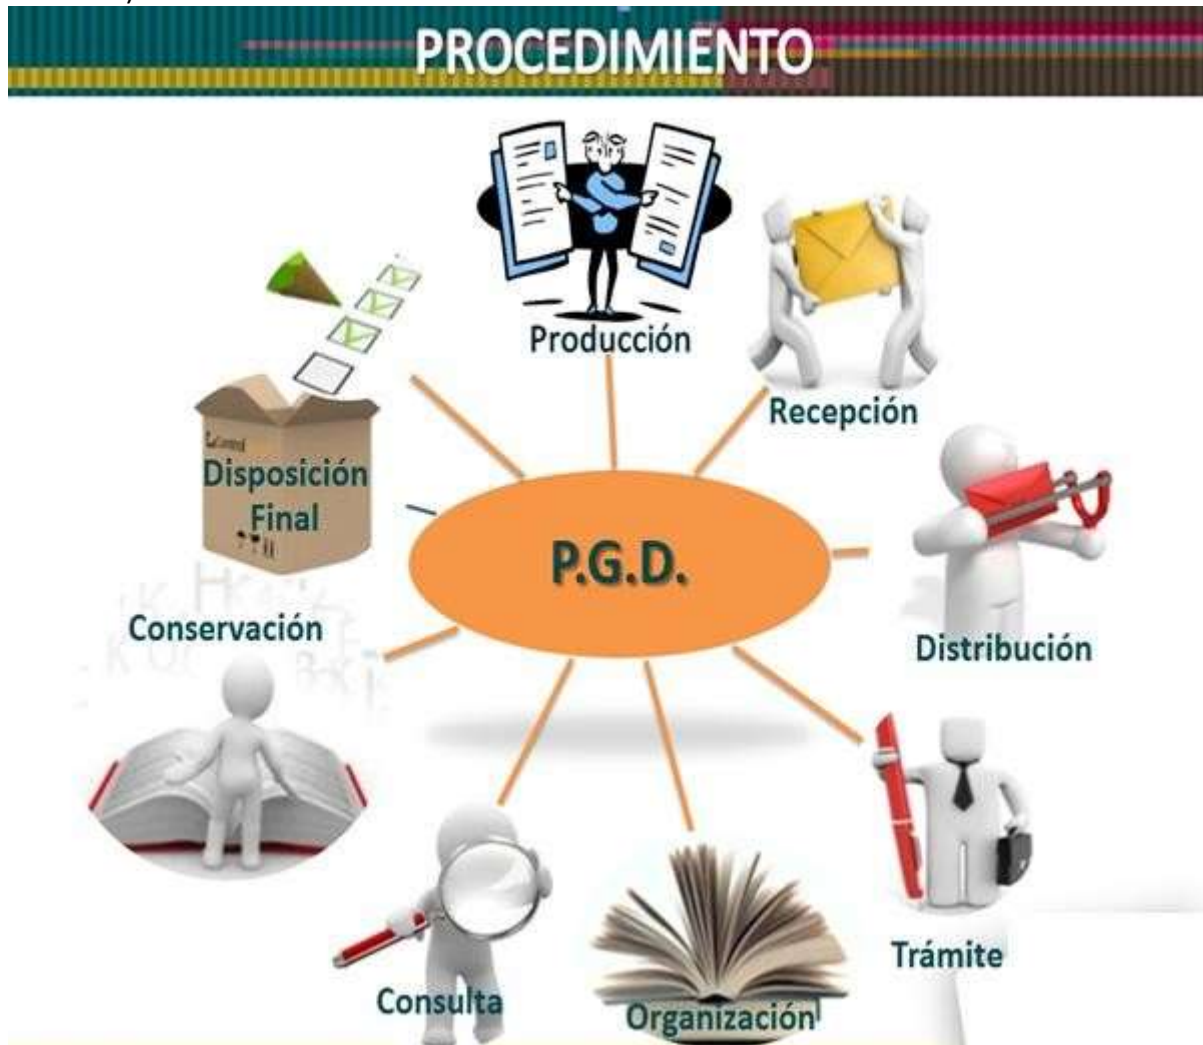 PROCEDIMIENTO
Producción
Recepción
Distribución
Trámite
Organización
Consulta
Conservación
Disposición
Final
P.G.D.